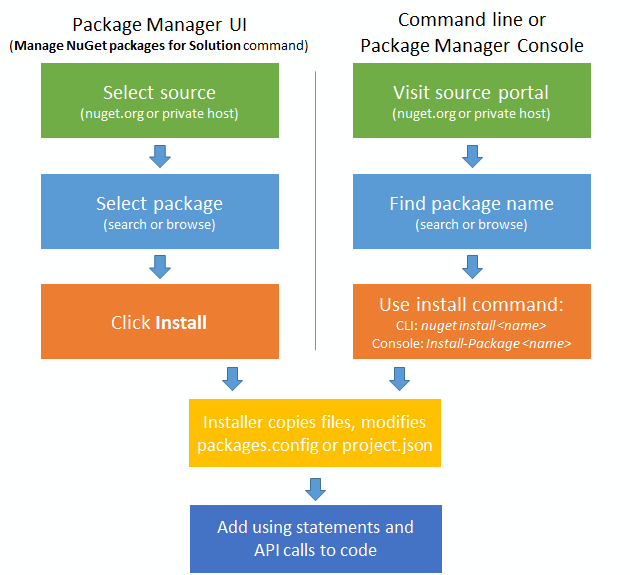 Package Manager UI
(Manage NuGet packages for Solution command)
Select source
(nuget.org or private host)
Select package
(search or browse)
Click Install
Command line or
Package Manager Console
Visit source portal
(nuget.org or private host)
Find package name
(search or browse)
Use install command:
CLI: nuget install <name>
Console: Install-Package <name>
Installer copies files, modifies
packages.config or project.json
Add using statements and
API calls to code